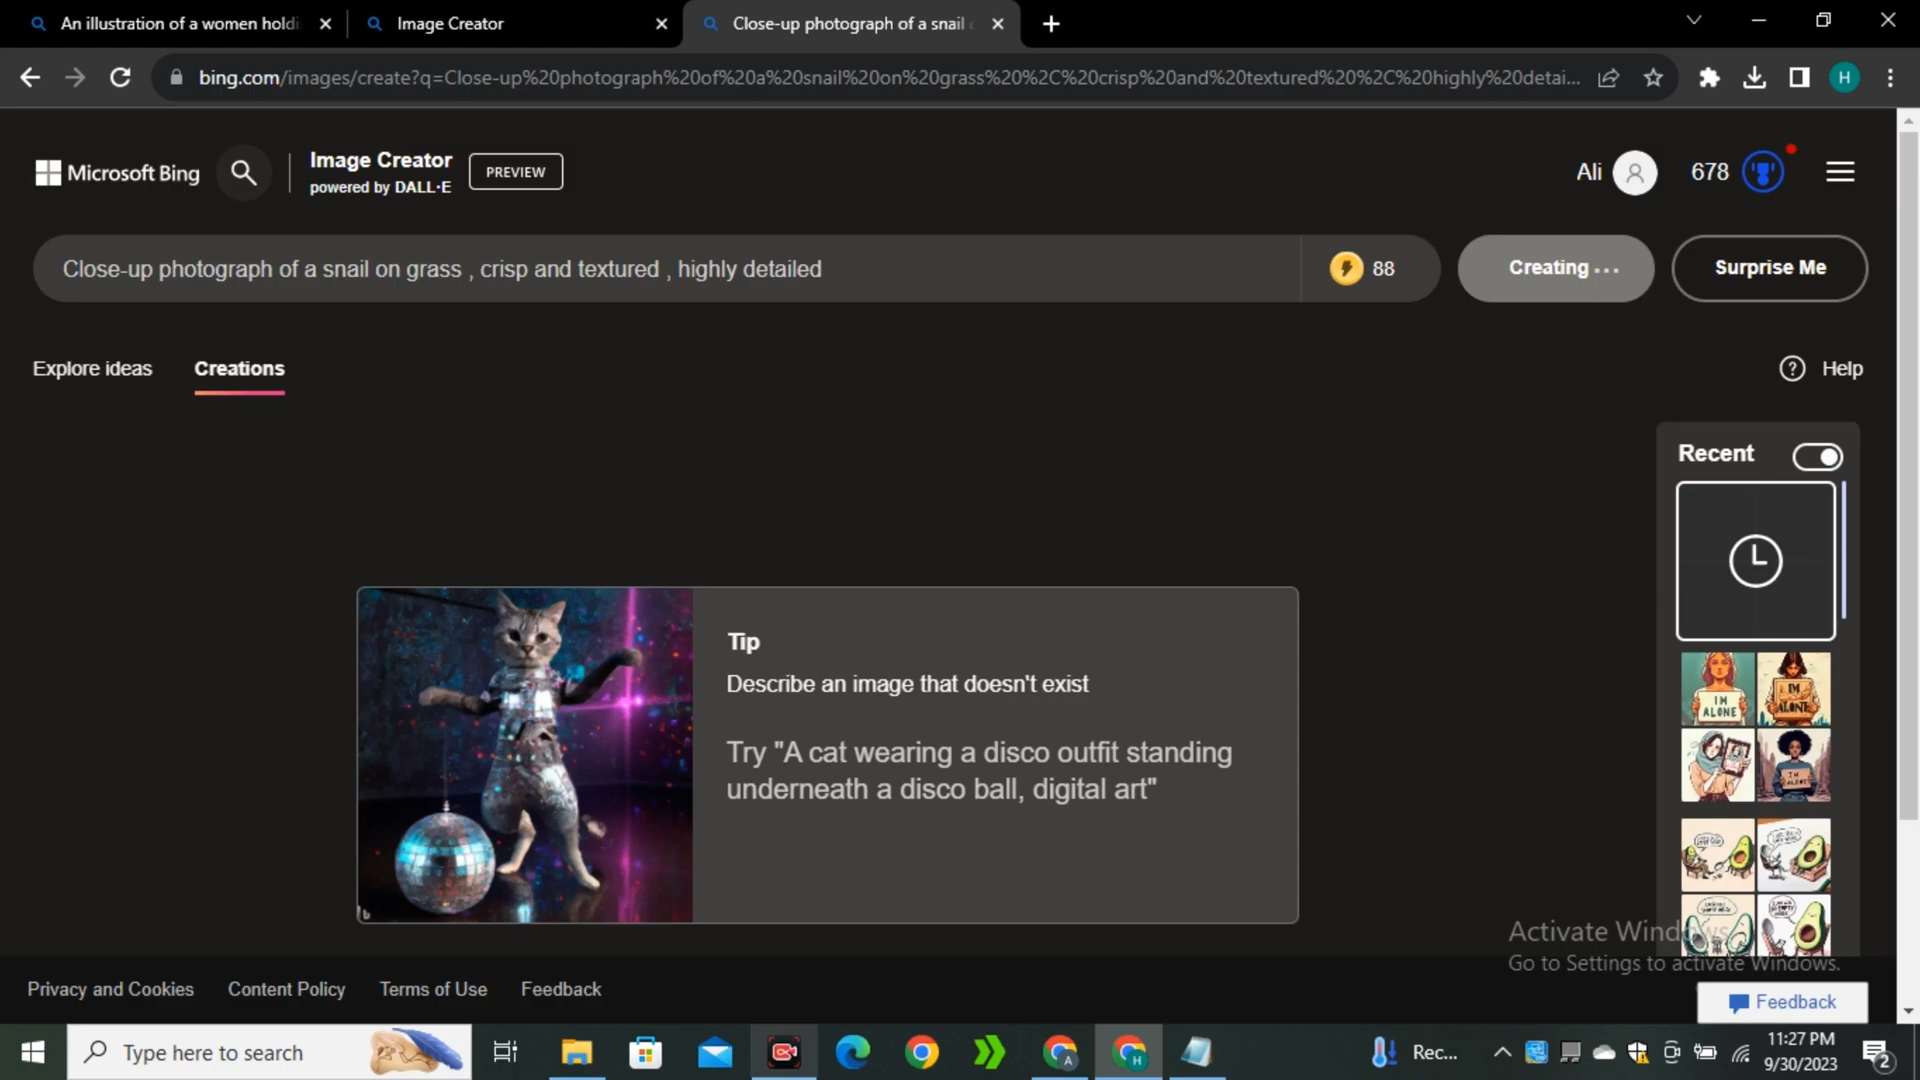 An illustration of a women holdi
Image Creator
Close-up photograph of a snail
bing.com/images/create?q=Close-up%20photograph%20of%20a%20snail%20on%20grass%20%2C%20crisp%20and%20textured%20%2C%20highly%20detai...
H
Microsoft Bing
Image Creator
powered by DALL·E
PREVIEW
Ali
678
Close-up photograph of a snail on grass , crisp and textured , highly detailed
88
Creating...
Surprise Me
Explore ideas
Creations
Help
Recent
Tip
Describe an image that doesn't exist
Try "A cat wearing a disco outfit standing
underneath a disco ball, digital art"
I M
ALONE
I M
ALONE
Activate Windows
Go to Settings to activate Windows.
Privacy and Cookies
Content Policy
Terms of Use
Feedback
Feedback
Type here to search
A
H
Rec...
11:27 PM
9/30/2023
2